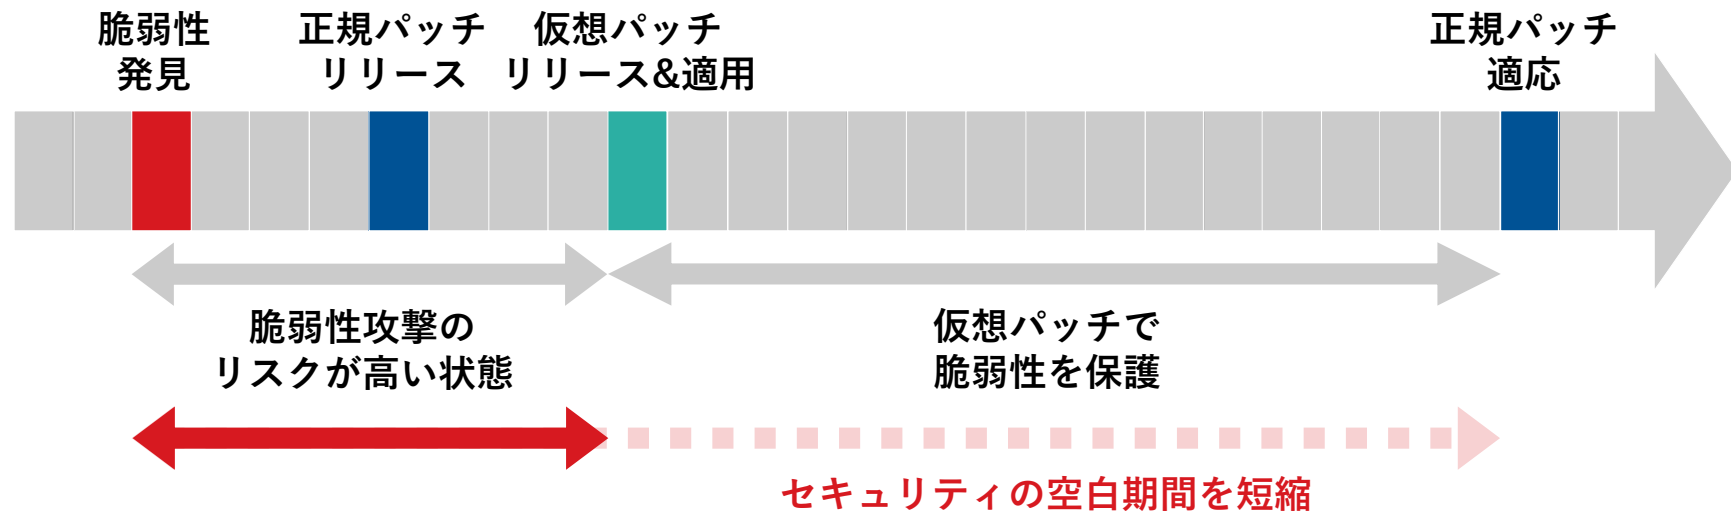 脆弱性
発見
正規パッチ
リリース
仮想パッチ
リリース&適用
正規パッチ
適応
脆弱性攻撃の
リスクが高い状態
仮想パッチで
脆弱性を保護
セキュリティの空白期間を短縮